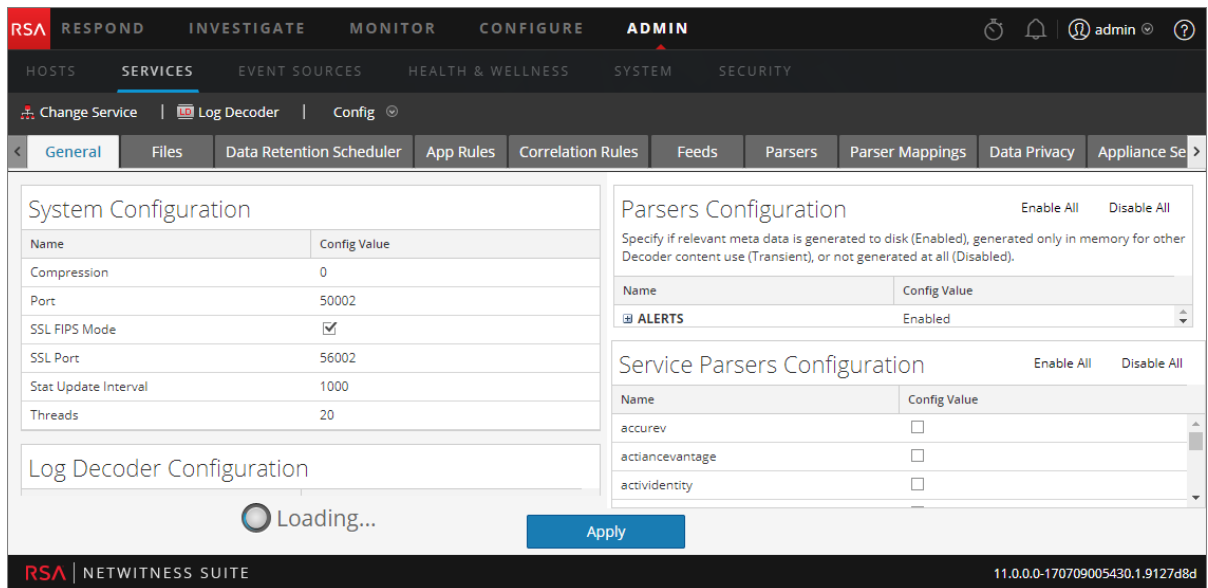 RSA RESPOND INVESTIGATE MONITOR CONFIGURE ADMIN admin ?
HOSTS SERVICES EVENT SOURCES HEALTH & WELLNESS SYSTEM SECURITY
Change Service | LD Log Decoder | Config
< General Files Data Retention Scheduler App Rules Correlation Rules Feeds Parsers Parser Mappings Data Privacy Appliance Se >
System Configuration
Name Config Value
Compression 0
Port 50002
SSL FIPS Mode
SSL Port 56002
Stat Update Interval 1000
Threads 20
Log Decoder Configuration
Loading...
Parsers Configuration Enable All Disable All
Specify if relevant meta data is generated to disk (Enabled), generated only in memory for other
Decoder content use (Transient), or not generated at all (Disabled).
Name Config Value
ALERTS Enabled
Service Parsers Configuration Enable All Disable All
Name Config Value
accurev
actiancevantage
actividentity
Apply
RSA | NETWITNESS SUITE 11.0.0.0-170709005430.1.9127d8d